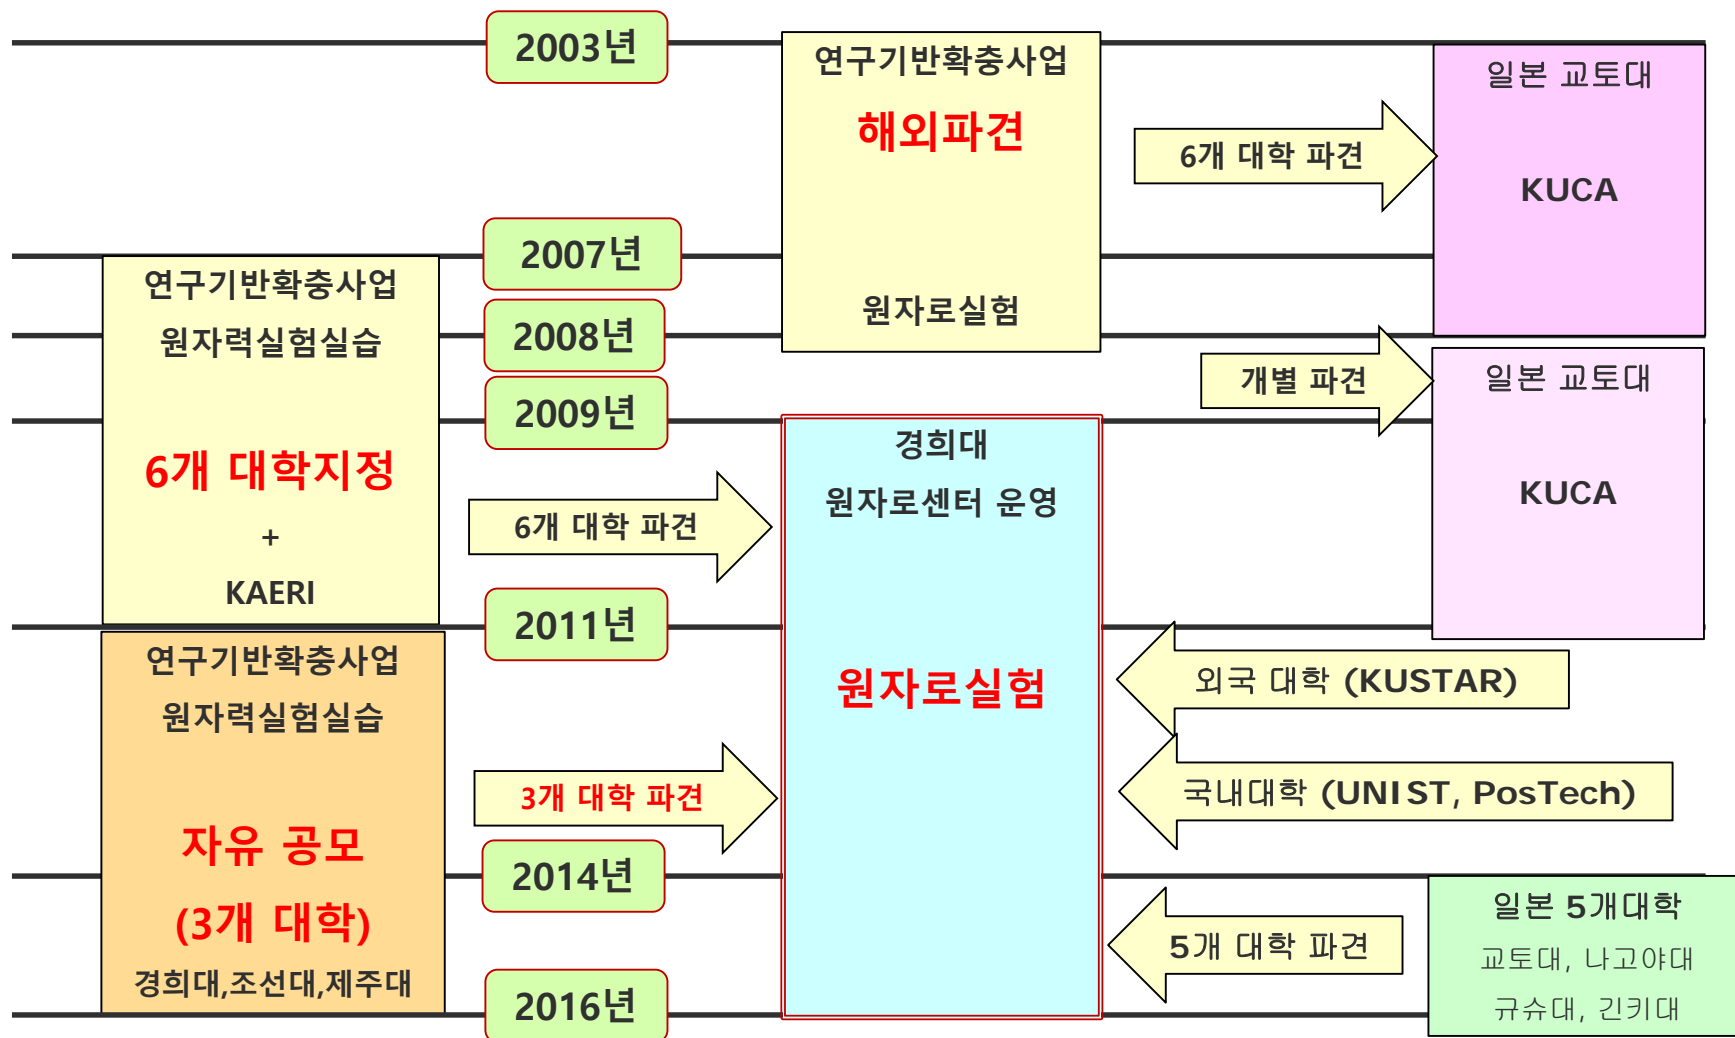 2003년
연구기반확충사업
해외파견
원자로실험
6개 대학 파견
일본 교토대
KUCA
2007년
연구기반확충사업
원자력실험실습
6개 대학지정
+
KAERI
2008년
2009년
개별 파견
일본 교토대
KUCA
6개 대학 파견
경희대
원자로센터 운영
원자로실험
2011년
연구기반확충사업
원자력실험실습
자유 공모
(3개 대학)
경희대,조선대,제주대
외국 대학 (KUSTAR)
3개 대학 파견
국내대학 (UNIST, PosTech)
2014년
5개 대학 파견
일본 5개대학
교토대, 나고야대
규슈대, 긴키대
2016년